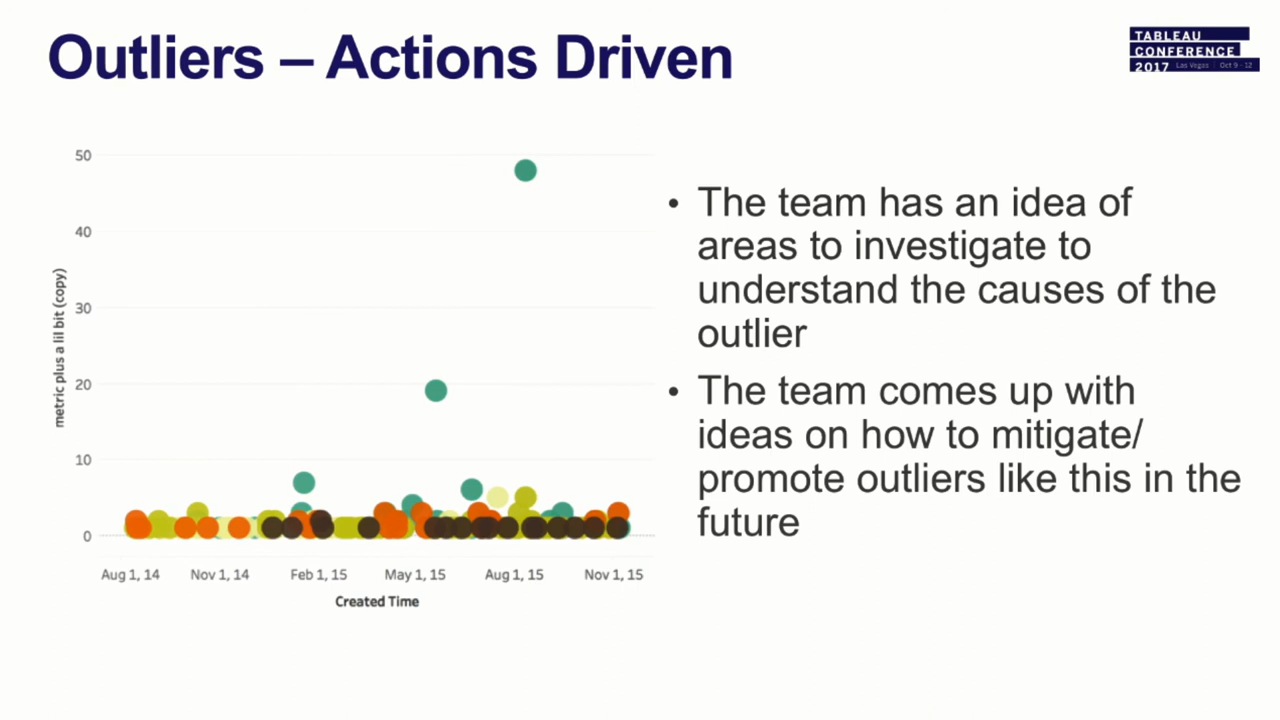 Outliers – Actions Driven
TABLEAU
CONFERENCE
2017 Las Vegas | Oct 9 - 12
50
40
30
20
10
0
metric plus a lil bit (copy)
Aug 1, 14
Nov 1, 14
Feb 1, 15
May 1, 15
Aug 1, 15
Nov 1, 15
Created Time
• The team has an idea of
areas to investigate to
understand the causes of the
outlier
• The team comes up with
ideas on how to mitigate/
promote outliers like this in the
future